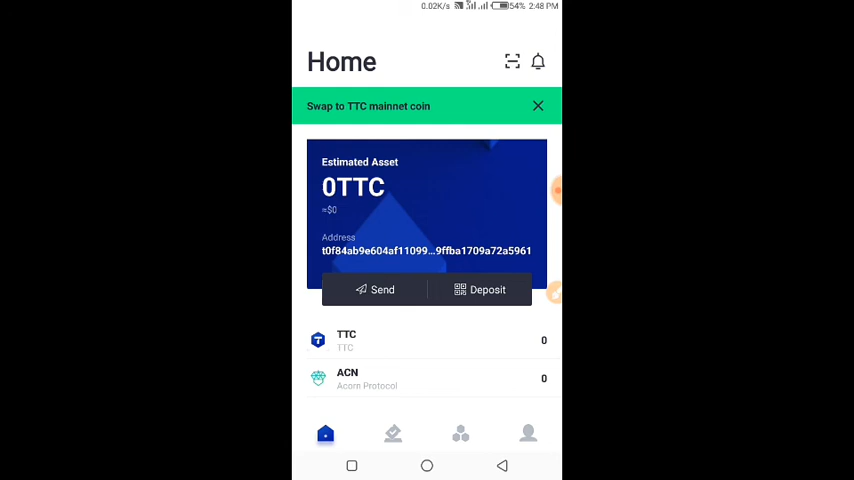 0.02K/s 54% 2:48 PM
Home
Swap to TTC mainnet coin
Estimated Asset
0TTC
≈$0
Address
t0f84ab9e604af11099...9ffba1709a72a5961
Send Deposit
TTC 0
TTC
ACN 0
Acorn Protocol